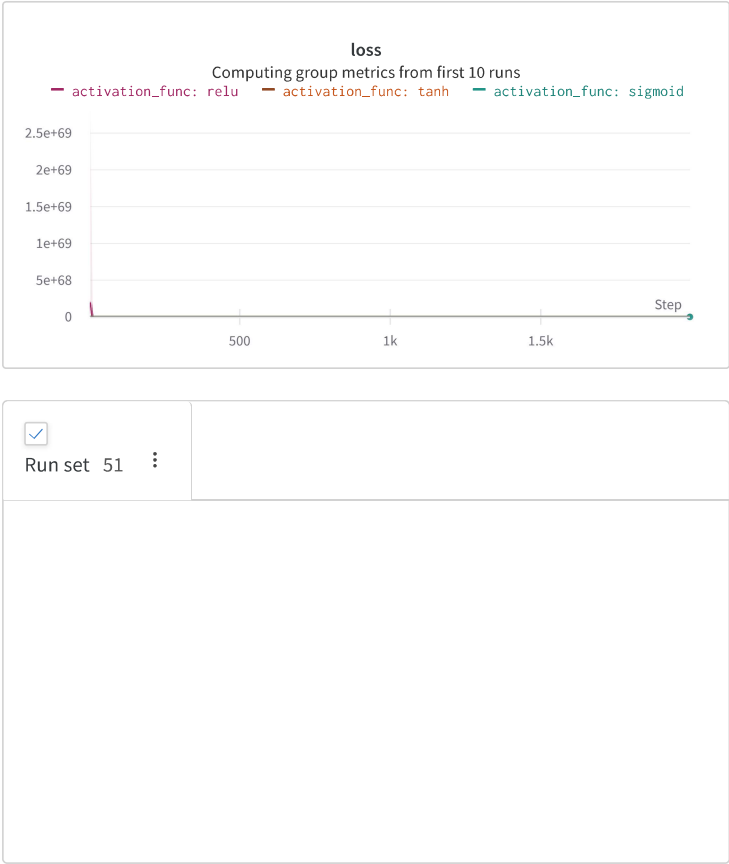 loss
Computing group metrics from first 10 runs
activation_func: relu activation_func: tanh activation_func: sigmoid
2.5e+69
2e+69
1.5e+69
1e+69
5e+68
0
Step
500 1k 1.5k
Run set 51